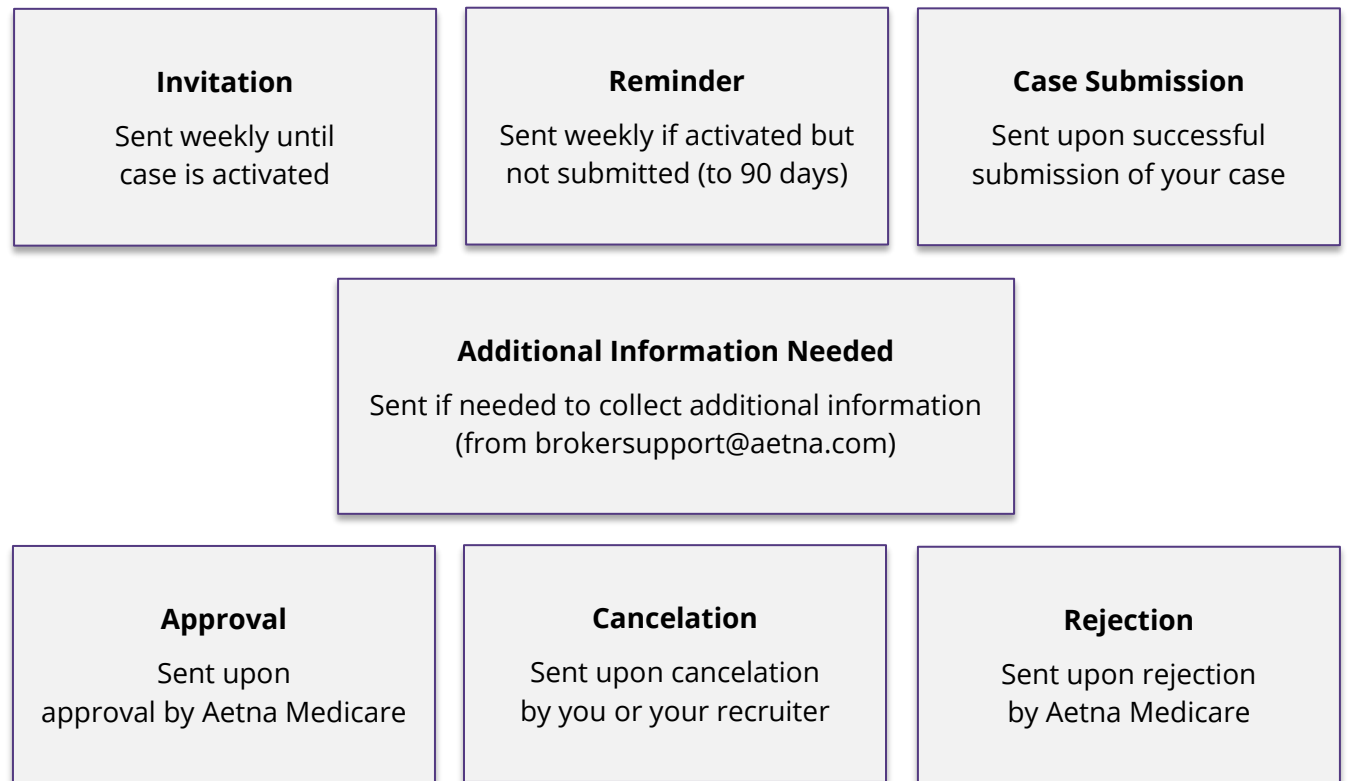 Invitation
Sent weekly until
case is activated
Reminder
Sent weekly if activated but
not submitted (to 90 days)
Case Submission
Sent upon successful
submission of your case
Additional Information Needed
Sent if needed to collect additional information
(from brokersupport@aetna.com)
Approval
Sent upon
approval by Aetna Medicare
Cancelation
Sent upon cancelation
by you or your recruiter
Rejection
Sent upon rejection
by Aetna Medicare